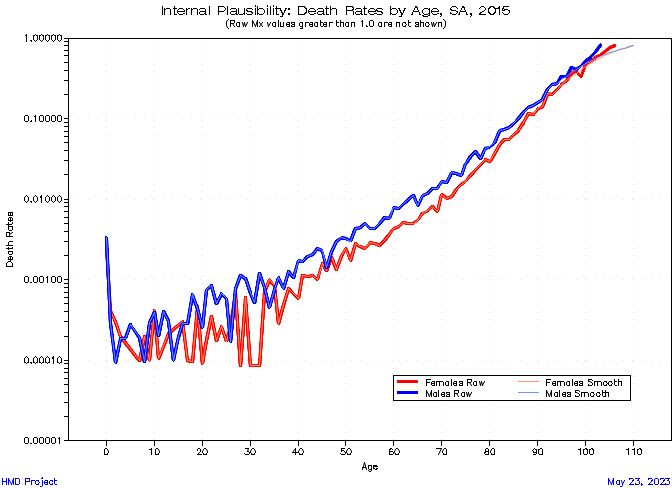 Internal Plausibility: Death Rates by Age, SA, 2015
(Raw Mx values greater than 1.0 are not shown)
1.00000
0.10000
0.01000
0.00100
0.00010
0.00001
Death Rates
Females Raw
Females Smooth
Males Raw
Males Smooth
0 10 20 30 40 50 60 70 80 90 100 110
Age
HMD Project
May 23, 2023